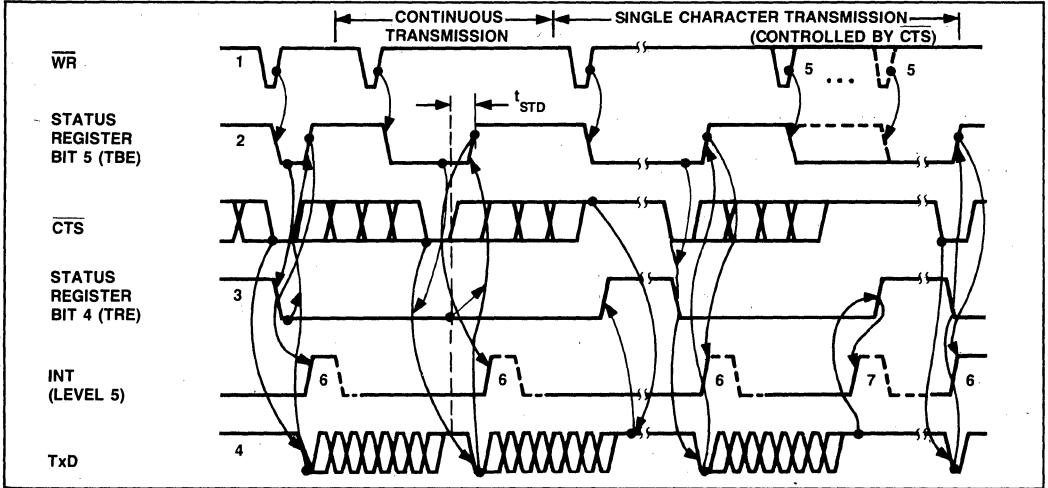 CONTINUOUS
TRANSMISSION
SINGLE CHARACTER TRANSMISSION
(CONTROLLED BY CTS)
WR
1
5
...
5
STATUS
REGISTER
BIT 5 (TBE)
2
tSTD
CTS
STATUS
REGISTER
BIT 4 (TRE)
3
INT
(LEVEL 5)
6
6
6
7
6
TxD
4